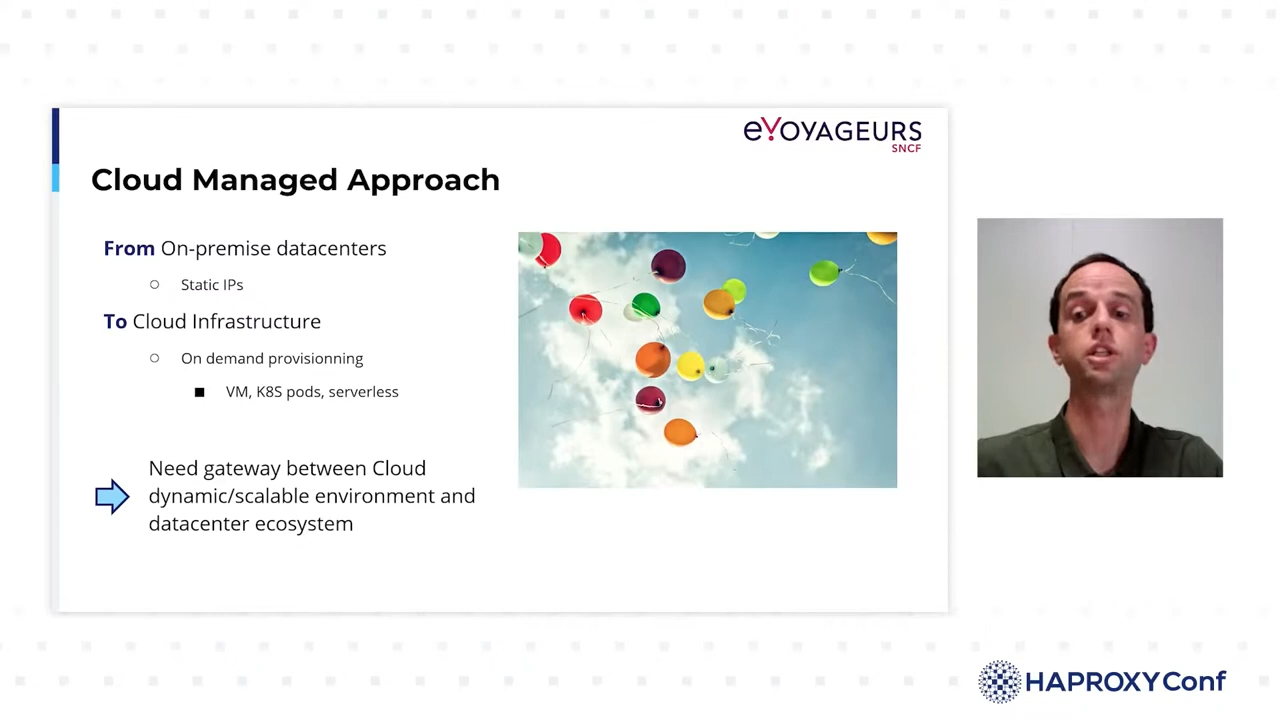 eVOYAGEURS
SNCF
Cloud Managed Approach
From On-premise datacenters
Static IPs
To Cloud Infrastructure
On demand provisionning
VM, K8S pods, serverless
Need gateway between Cloud
dynamic/scalable environment and
datacenter ecosystem
HAPROXYConf